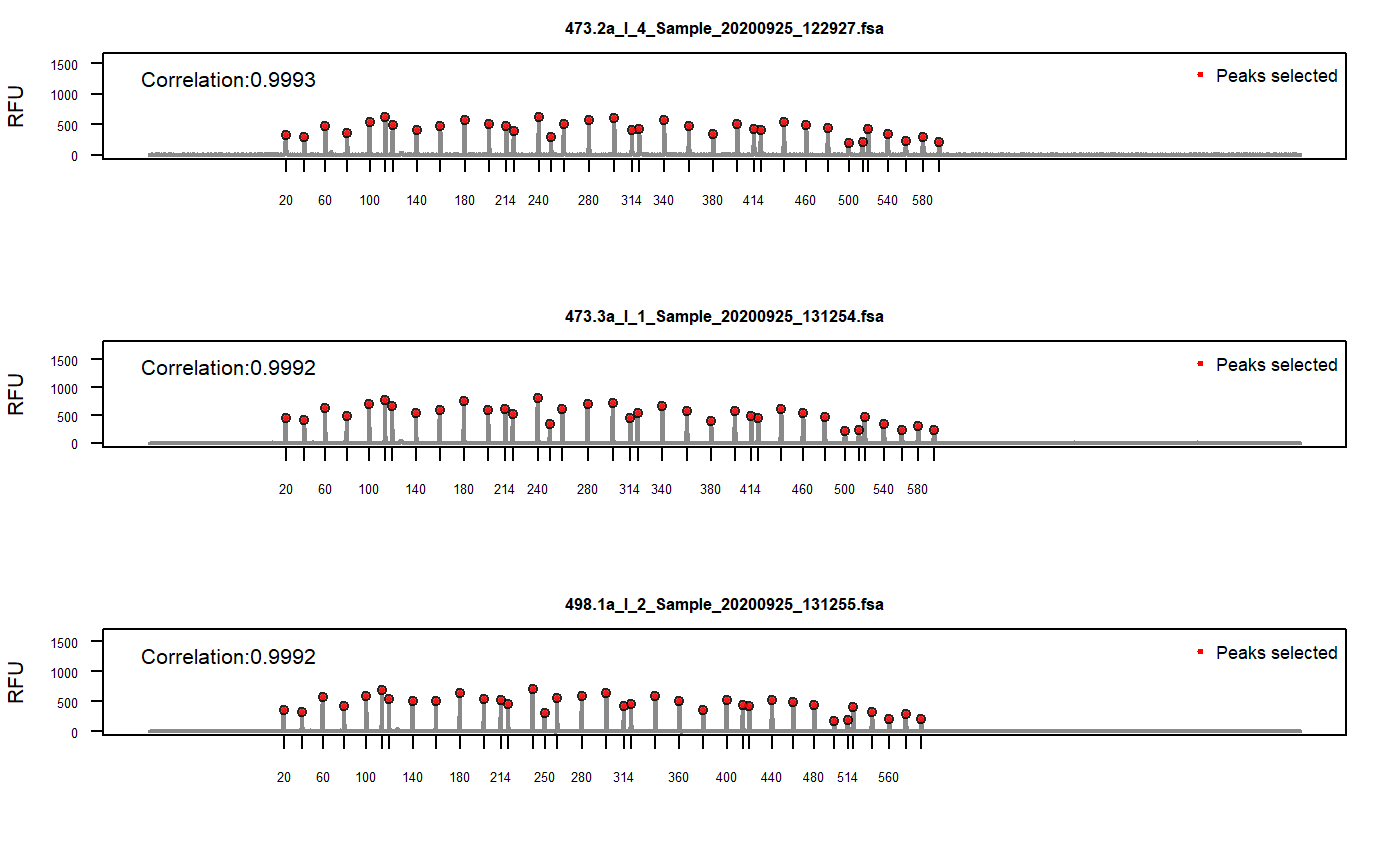 473.2a_I_4_Sample_20200925_122927.fsa
RFU
1500
1000
500
0
Correlation:0.9993
Peaks selected
20 60 100 140 180 214 240 280 314 340 380 414 460 500 540 580
473.3a_I_1_Sample_20200925_131254.fsa
RFU
1500
1000
500
0
Correlation:0.9992
Peaks selected
20 60 100 140 180 214 240 280 314 340 380 414 460 500 540 580
498.1a_I_2_Sample_20200925_131255.fsa
RFU
1500
1000
500
0
Correlation:0.9992
Peaks selected
20 60 100 140 180 214 250 280 314 360 400 440 480 514 560